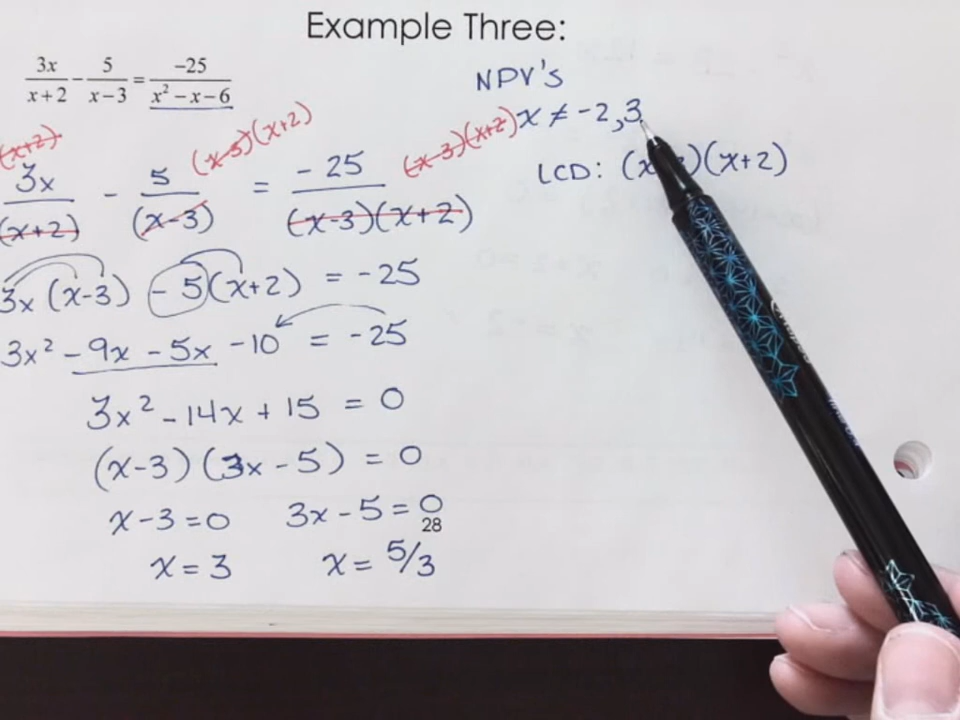 Example Three:
3x/(x+2) − 5/(x−3) = −25/(x² − x − 6)
NPV's
x ≠ -2, 3
LCD: (x )(x+2)
(x+2) (x-3)(x+2) (x-3)(x+2)
3x/(x+2) - 5/(x-3) = -25/((x-3)(x+2))
3x(x-3) - 5(x+2) = -25
3x² - 9x - 5x - 10 = -25
3x² - 14x + 15 = 0
(x-3)(3x-5) = 0
x-3=0 3x-5=0
28
x=3 x=5/3